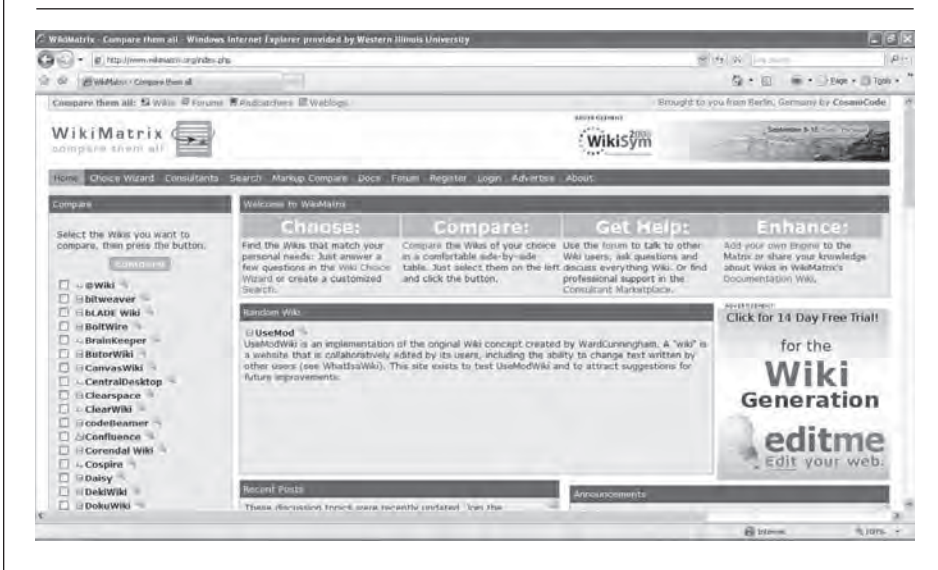 WikiMatrix - Compare them all - Windows Internet Explorer provided by Western Illinois University
http://www.wikimatrix.org/index.php
WikiMatrix - Compare them all
Page Tools
Compare them all: Wikis Forums Podcatchers Weblogs
Brought to you from Berlin, Germany by CosmoCode
WikiMatrix
compare them all
ADVERTISEMENT
WikiSym 2008
September 8-10
Home Choice Wizard Consultants Search Markup Compare Docs Forum Register Login Advertise About
Compare
Select the Wikis you want to
compare, then press the button.
Compare
@Wiki
bitweaver
bLADE Wiki
BoltWire
BrainKeeper
ButorWiki
CanvasWiki
CentralDesktop
Clearspace
ClearWiki
codeBeamer
Confluence
Corendal Wiki
Cospire
Daisy
DekiWiki
DokuWiki
Welcome to WikiMatrix
Choose:
Find the Wikis that match your
personal needs: Just answer a
few questions in the Wiki Choice
Wizard or create a customized
Search.
Compare:
Compare the Wikis of your choice
in a comfortable side-by-side
table. Just select them on the left
and click the button.
Get Help:
Use the forum to talk to other
Wiki users, ask questions and
discuss everything Wiki. Or find
professional support in the
Consultant Marketplace.
Enhance:
Add your own Engine to the
Matrix or share your knowledge
about Wikis in WikiMatrix's
Documentation Wiki.
Random Wiki
UseMod
UseModWiki is an implementation of the original Wiki concept created by WardCunningham. A "wiki" is
a website that is collaboratively edited by its users, including the ability to change text written by
other users (see WhatIsaWiki). This site exists to test UseModWiki and to attract suggestions for
future improvements.
ADVERTISEMENT
Click for 14 Day Free Trial!
for the
Wiki
Generation
editme
Edit your web.
Recent Posts
These discussion topics were recently updated. Join the
Announcements
Internet
100%